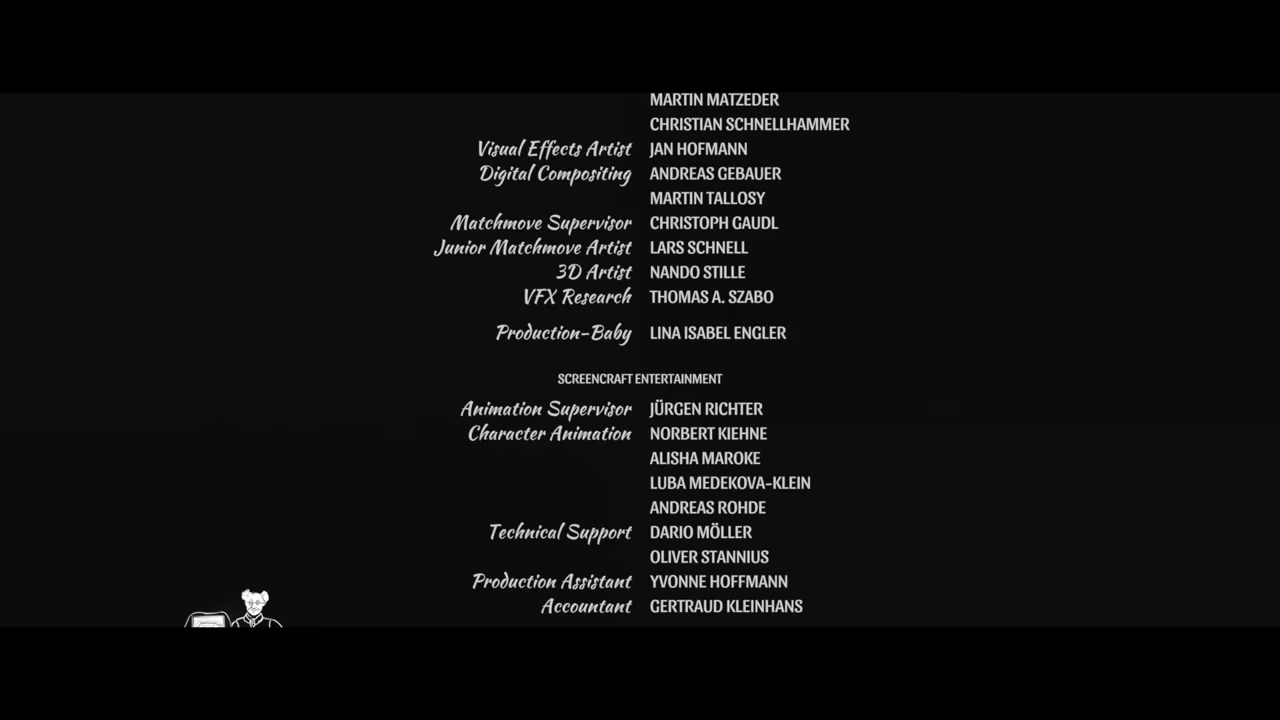 MARTIN MATZEDER
CHRISTIAN SCHNELLHAMMER
Visual Effects Artist JAN HOFMANN
Digital Compositing ANDREAS GEBAUER
MARTIN TALLOSY
Matchmove Supervisor CHRISTOPH GAUDL
Junior Matchmove Artist LARS SCHNELL
3D Artist NANDO STILLE
VFX Research THOMAS A. SZABO
Production-Baby LINA ISABEL ENGLER
SCREENCRAFT ENTERTAINMENT
Animation Supervisor JÜRGEN RICHTER
Character Animation NORBERT KIEHNE
ALISHA MAROKE
LUBA MEDEKOVA-KLEIN
ANDREAS ROHDE
Technical Support DARIO MÖLLER
OLIVER STANNIUS
Production Assistant YVONNE HOFFMANN
Accountant GERTRAUD KLEINHANS